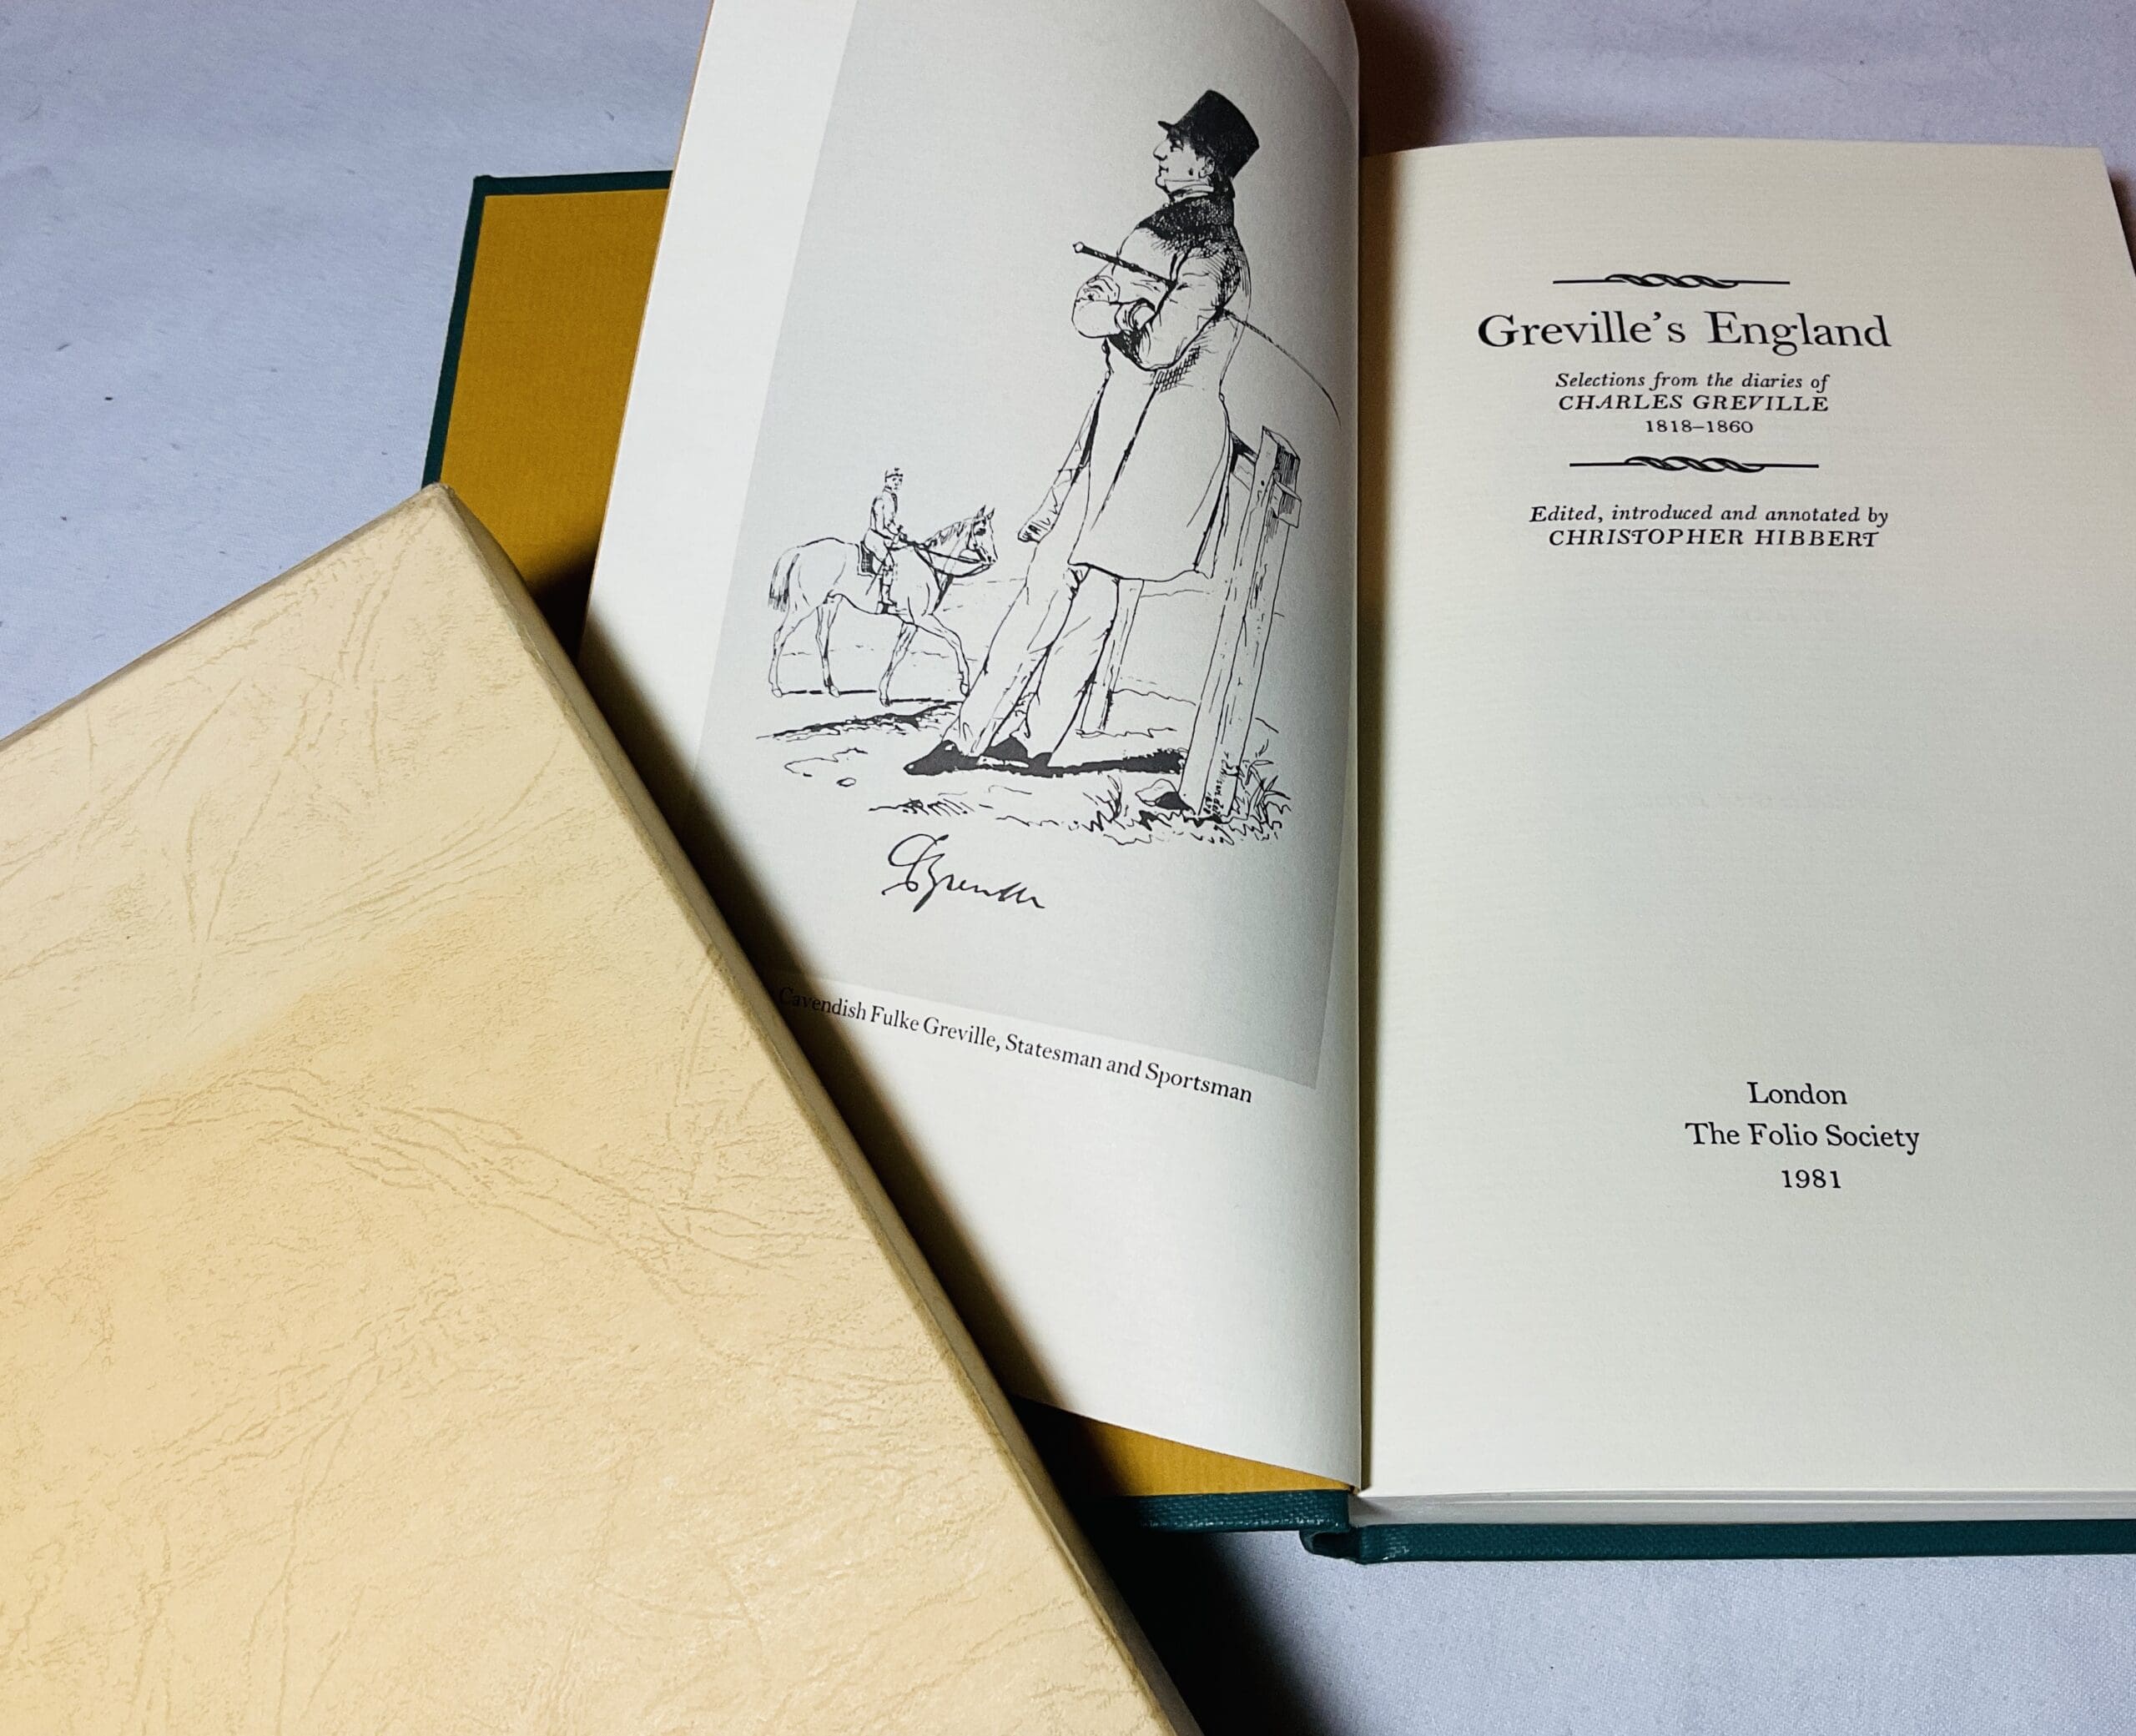 Greville
Cavendish Fulke Greville, Statesman and Sportsman
Greville's England
Selections from the diaries of
CHARLES GREVILLE
1818–1860
Edited, introduced and annotated by
CHRISTOPHER HIBBERT
London
The Folio Society
1981